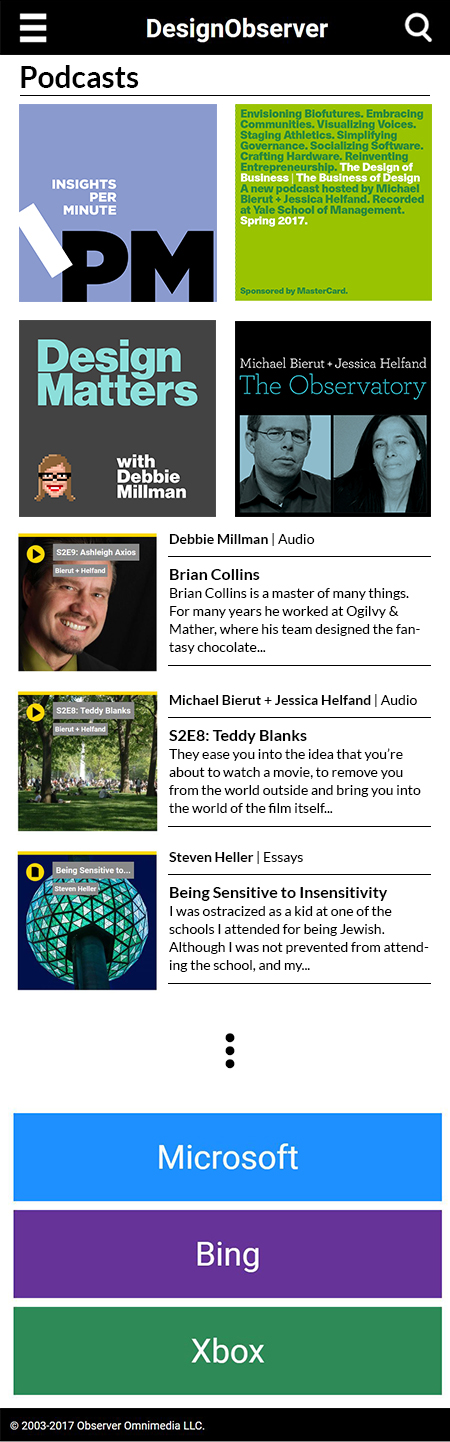 DesignObserver
Podcasts
INSIGHTS
PER
MINUTE
PM
Envisioning Biofutures. Embracing
Communities. Visualizing Voices.
Staging Athletics. Simplifying
Governance. Socializing Software.
Crafting Hardware. Reinventing
Entrepreneurship. The Design of
Business | The Business of Design
A new podcast hosted by Michael
Bierut + Jessica Helfand. Recorded
at Yale School of Management.
Spring 2017.
Sponsored by MasterCard.
Design
Matters
with
Debbie
Millman
Michael Bierut + Jessica Helfand
The Observatory
S2E9: Ashleigh Axios
Bierut + Helfand
Debbie Millman | Audio
Brian Collins
Brian Collins is a master of many things.
For many years he worked at Ogilvy &
Mather, where his team designed the fan-
tasy chocolate...
S2E8: Teddy Blanks
Bierut + Helfand
Michael Bierut + Jessica Helfand | Audio
S2E8: Teddy Blanks
They ease you into the idea that you’re
about to watch a movie, to remove you
from the world outside and bring you into
the world of the film itself...
Being Sensitive to...
Steven Heller
Steven Heller | Essays
Being Sensitive to Insensitivity
I was ostracized as a kid at one of the
schools I attended for being Jewish.
Although I was not prevented from attend-
ing the school, and my...
Microsoft
Bing
Xbox
© 2003-2017 Observer Omnimedia LLC.